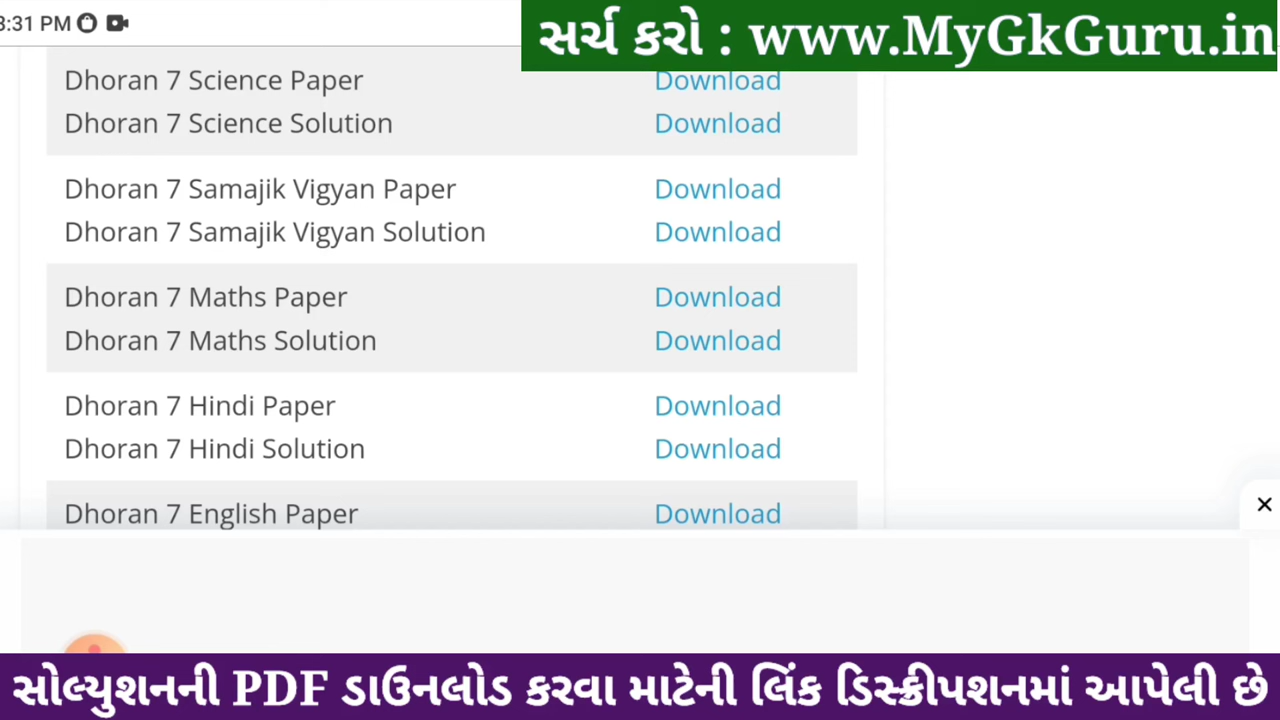 3:31 PM
સર્ચ કરો : www.MyGkGuru.in
Dhoran 7 Science Paper Download
Dhoran 7 Science Solution Download
Dhoran 7 Samajik Vigyan Paper Download
Dhoran 7 Samajik Vigyan Solution Download
Dhoran 7 Maths Paper Download
Dhoran 7 Maths Solution Download
Dhoran 7 Hindi Paper Download
Dhoran 7 Hindi Solution Download
Dhoran 7 English Paper Download
સોલ્યુશનની PDF ડાઉનલોડ કરવા માટેની લિંક ડિસ્ક્રીપશનમાં આપેલી છે